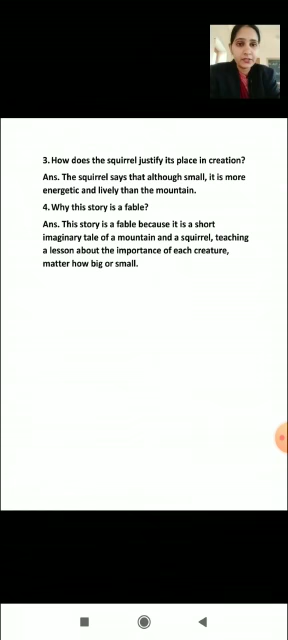 3. How does the squirrel justify its place in creation?
Ans. The squirrel says that although small, it is more
energetic and lively than the mountain.
4. Why this story is a fable?
Ans. This story is a fable because it is a short
imaginary tale of a mountain and a squirrel, teaching
a lesson about the importance of each creature,
matter how big or small.